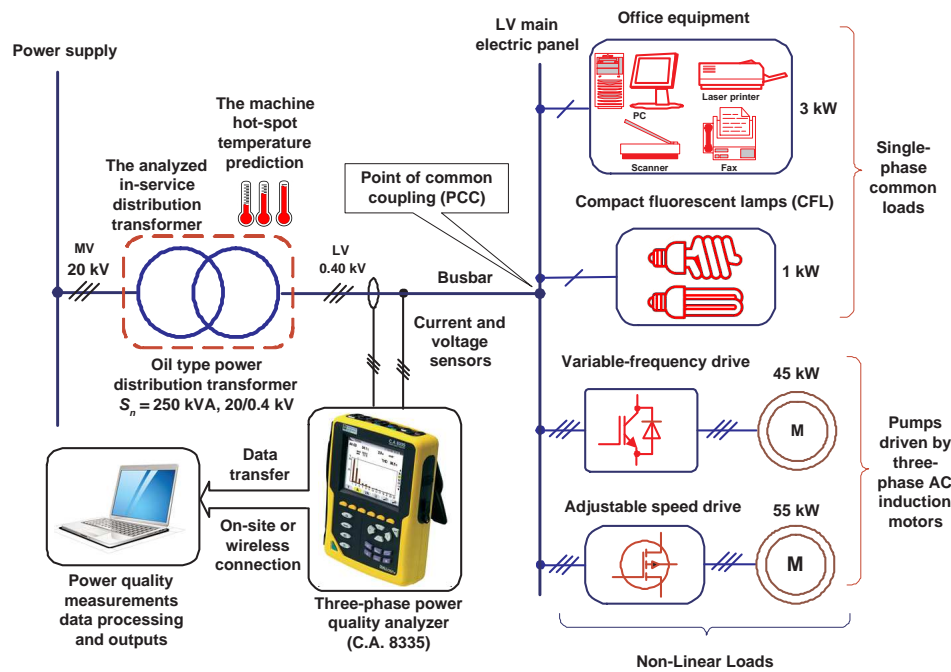 Power supply
The machine
hot-spot
temperature
prediction
The analyzed
in-service
distribution
transformer
MV
20 kV
LV
0.40 kV
Oil type power
distribution transformer
Sn = 250 kVA, 20/0.4 kV
Busbar
Current and
voltage
sensors
Point of common
coupling (PCC)
LV main
electric panel
Office equipment
PC
Laser printer
Scanner
Fax
3 kW
Compact fluorescent lamps (CFL)
1 kW
Single-
phase
common
loads
Variable-frequency drive
45 kW
M
Adjustable speed drive
55 kW
M
Pumps
driven by
three-
phase AC
induction
motors
Non-Linear Loads
Data
transfer
On-site or
wireless
connection
Power quality
measurements
data processing
and outputs
Three-phase power
quality analyzer
(C.A. 8335)